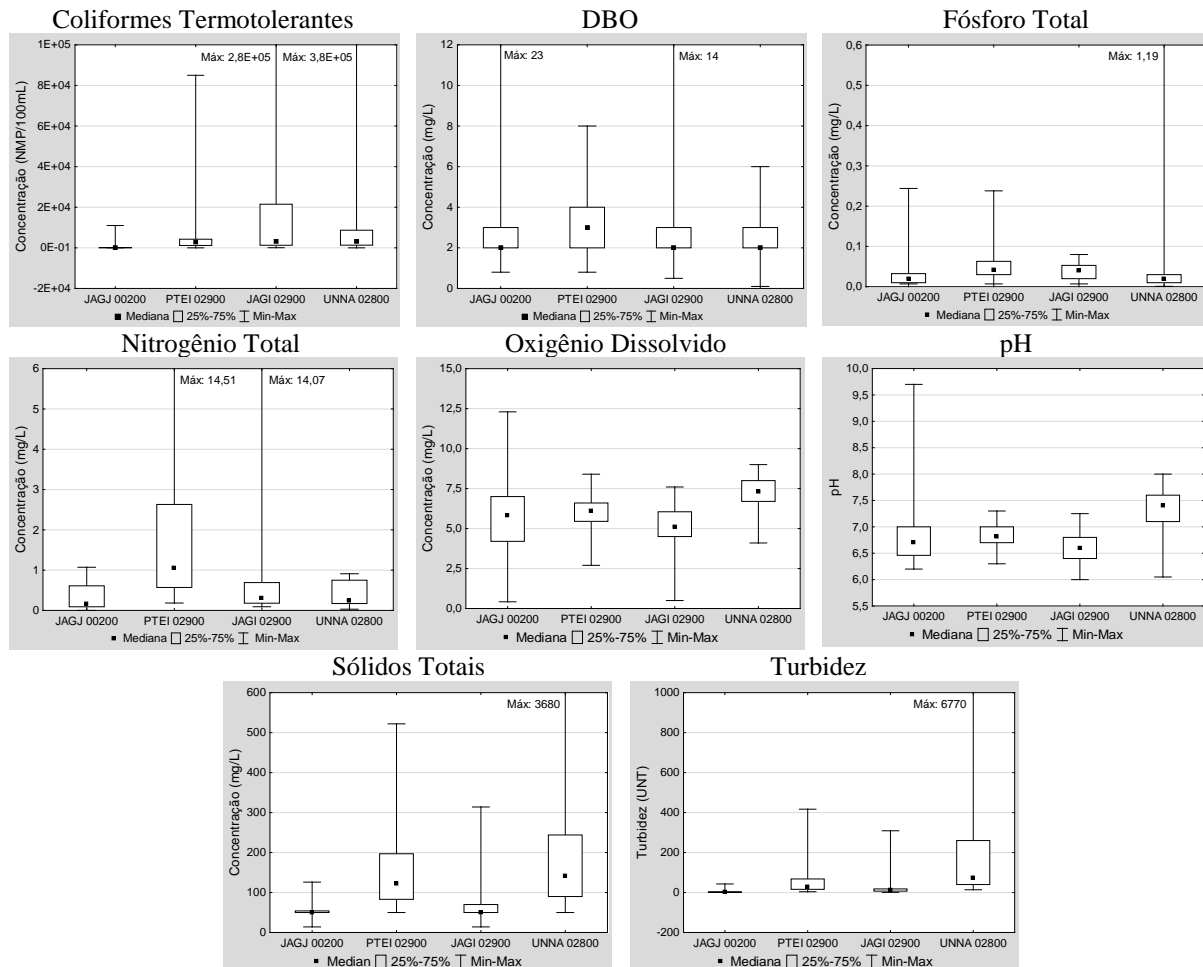 Coliformes Termotolerantes
Concentração (NMP/100mL)
1E+05
8E+04
6E+04
4E+04
2E+04
0E-01
-2E+04
Máx: 2,8E+05
Máx: 3,8E+05
JAGJ 00200 PTEI 02900 JAGI 02900 UNNA 02800
Mediana 25%-75% Min-Max
DBO
Concentração (mg/L)
12
10
8
6
4
2
0
Máx: 23
Máx: 14
JAGJ 00200 PTEI 02900 JAGI 02900 UNNA 02800
Mediana 25%-75% Min-Max
Fósforo Total
Concentração (mg/L)
0,6
0,5
0,4
0,3
0,2
0,1
0,0
Máx: 1,19
JAGJ 00200 PTEI 02900 JAGI 02900 UNNA 02800
Mediana 25%-75% Min-Max
Nitrogênio Total
Concentração (mg/L)
6
5
4
3
2
1
0
Máx: 14,51
Máx: 14,07
JAGJ 00200 PTEI 02900 JAGI 02900 UNNA 02800
Mediana 25%-75% Min-Max
Oxigênio Dissolvido
Concentração (mg/L)
15,0
12,5
10,0
7,5
5,0
2,5
0,0
JAGJ 00200 PTEI 02900 JAGI 02900 UNNA 02800
Mediana 25%-75% Min-Max
pH
pH
10,0
9,5
9,0
8,5
8,0
7,5
7,0
6,5
6,0
5,5
JAGJ 00200 PTEI 02900 JAGI 02900 UNNA 02800
Mediana 25%-75% Min-Max
Sólidos Totais
Concentração (mg/L)
600
500
400
300
200
100
0
Máx: 3680
JAGJ 00200 PTEI 02900 JAGI 02900 UNNA 02800
Median 25%-75% Min-Max
Turbidez
Turbidez (UNT)
1000
800
600
400
200
0
-200
Máx: 6770
JAGJ 00200 PTEI 02900 JAGI 02900 UNNA 02800
Median 25%-75% Min-Max